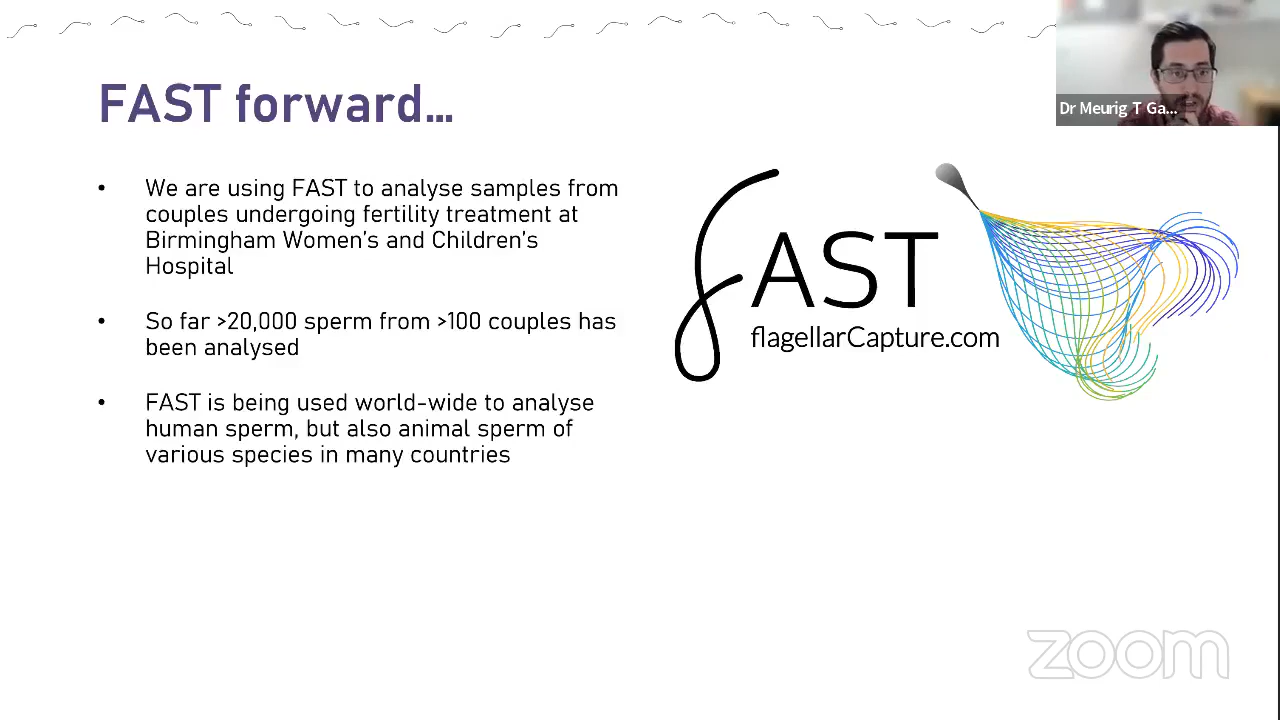 FAST forward...
Dr Meurig T Ga...
• We are using FAST to analyse samples from
couples undergoing fertility treatment at
Birmingham Women's and Children's
Hospital
• So far >20,000 sperm from >100 couples has
been analysed
• FAST is being used world-wide to analyse
human sperm, but also animal sperm of
various species in many countries
fAST
flagellarCapture.com
zoom